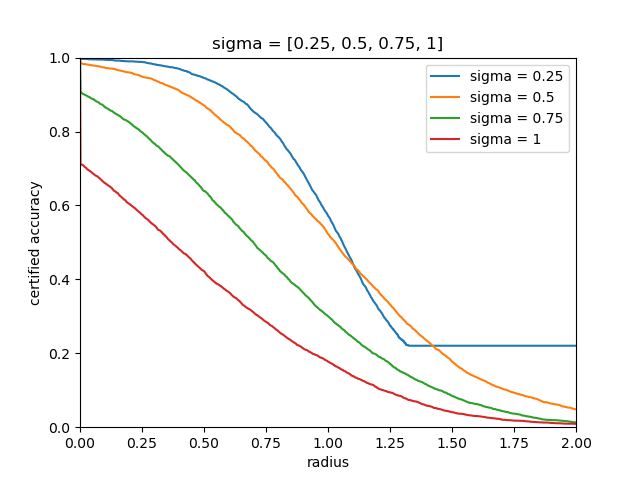 sigma = [0.25, 0.5, 0.75, 1]
1.0
0.8
0.6
0.4
0.2
0.0
certified accuracy
sigma = 0.25
sigma = 0.5
sigma = 0.75
sigma = 1
0.00 0.25 0.50 0.75 1.00 1.25 1.50 1.75 2.00
radius